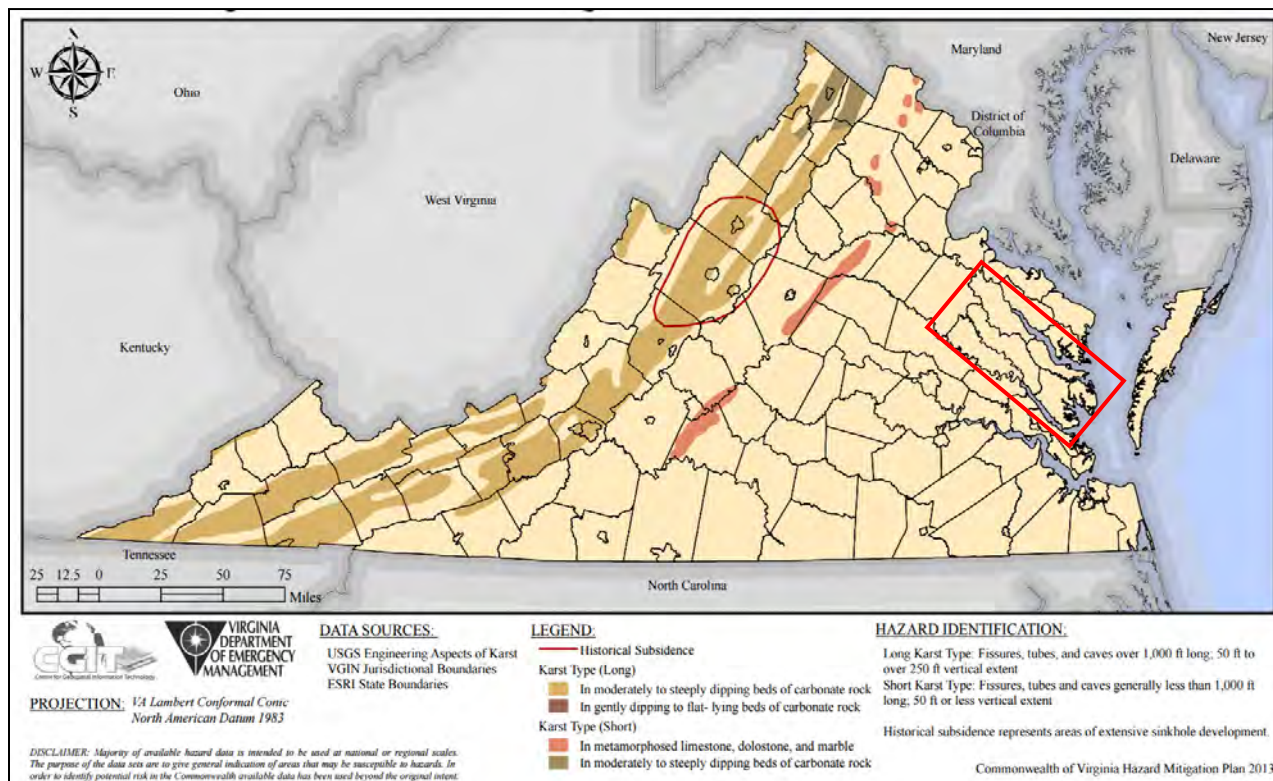 New Jersey
Maryland
N
W E
S
Ohio
District of
Columbia
Delaware
West Virginia
Kentucky
Tennessee
North Carolina
25 12.5 0 25 50 75
Miles
CGIT
Centre for Geospatial Information Technology
VIRGINIA
DEPARTMENT
OF EMERGENCY
MANAGEMENT
PROJECTION: VA Lambert Conformal Conic
North American Datum 1983
DISCLAIMER: Majority of available hazard data is intended to be used at national or regional scales.
The purpose of the data sets are to give general indication of areas that may be susceptible to hazards. In
order to identify potential risk in the Commonwealth available data has been used beyond the original intent.
DATA SOURCES:
USGS Engineering Aspects of Karst
VGIN Jurisdictional Boundaries
ESRI State Boundaries
LEGEND:
Historical Subsidence
Karst Type (Long)
In moderately to steeply dipping beds of carbonate rock
In gently dipping to flat- lying beds of carbonate rock
Karst Type (Short)
In metamorphosed limestone, dolostone, and marble
In moderately to steeply dipping beds of carbonate rock
HAZARD IDENTIFICATION:
Long Karst Type: Fissures, tubes, and caves over 1,000 ft long; 50 ft to
over 250 ft vertical extent
Short Karst Type: Fissures, tubes and caves generally less than 1,000 ft
long; 50 ft or less vertical extent
Historical subsidence represents areas of extensive sinkhole development.
Commonwealth of Virginia Hazard Mitigation Plan 2013